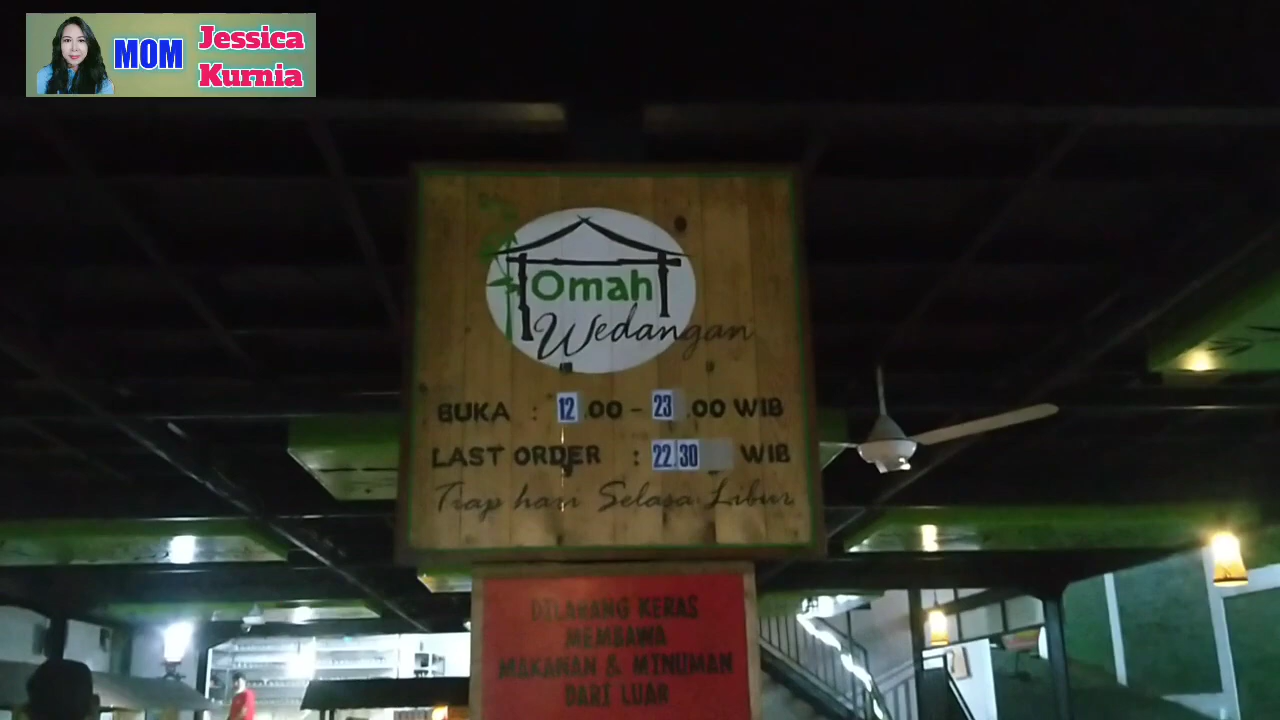 MOM
Jessica
Kurnia
Omah
Wedangan
BUKA : 12.00 - 23.00 WIB
LAST ORDER : 22.30 WIB
Tiap hari Selasa Libur
DILARANG KERAS
MEMBAWA
MAKANAN & MINUMAN
DARI LUAR